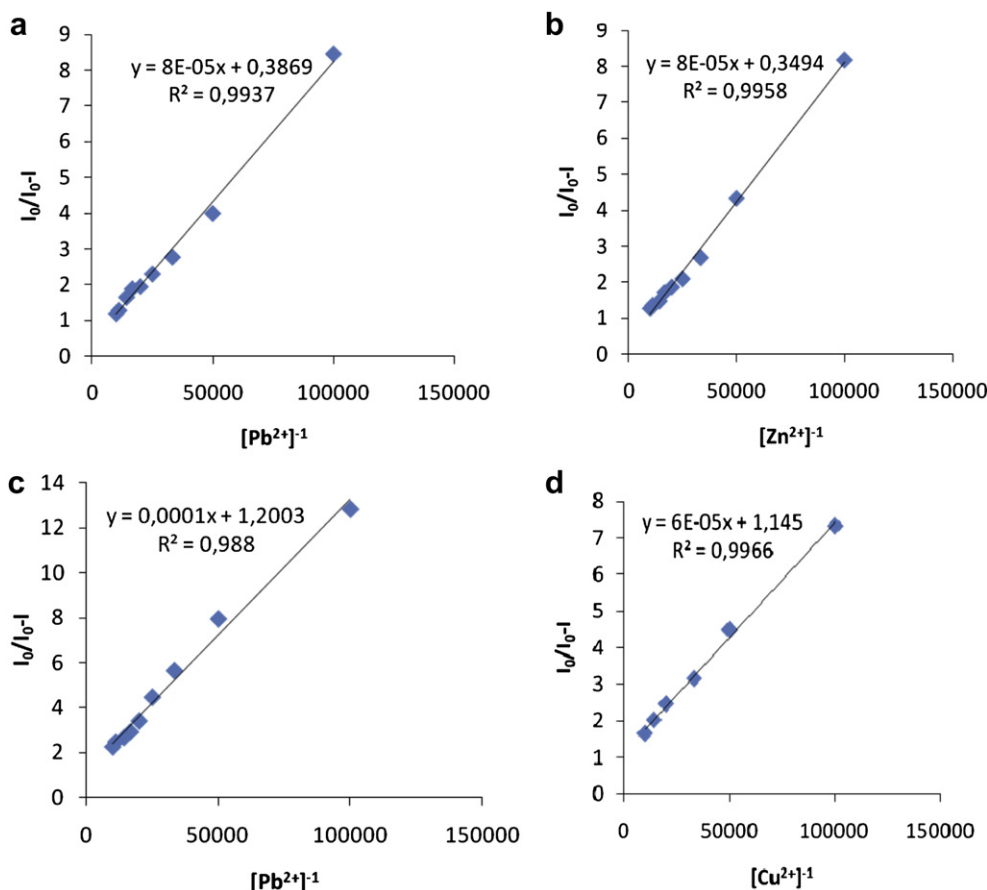 a
y = 8E-05x + 0,3869
R² = 0,9937
I₀/I₀-I
9
8
7
6
5
4
3
2
1
0
0 50000 100000 150000
[Pb²⁺]⁻¹
b
y = 8E-05x + 0,3494
R² = 0,9958
I₀/I₀-I
9
8
7
6
5
4
3
2
1
0
0 50000 100000 150000
[Zn²⁺]⁻¹
c
y = 0,0001x + 1,2003
R² = 0,988
I₀/I₀-I
14
12
10
8
6
4
2
0
0 50000 100000 150000
[Pb²⁺]⁻¹
d
y = 6E-05x + 1,145
R² = 0,9966
I₀/I₀-I
8
7
6
5
4
3
2
1
0
0 50000 100000 150000
[Cu²⁺]⁻¹